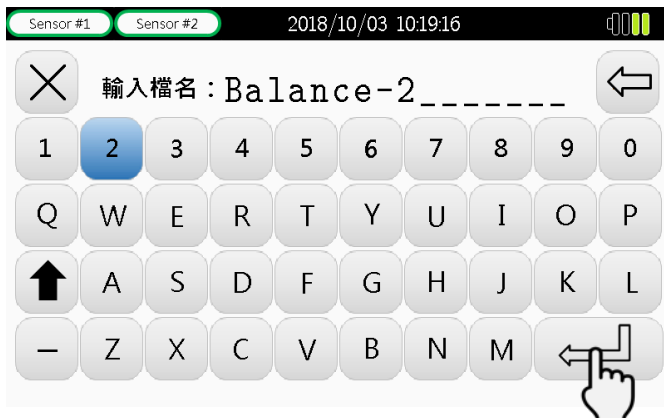 Sensor #1 Sensor #2 2018/10/03 10:19:16
輸入檔名：Balance-2_______
1 2 3 4 5 6 7 8 9 0
Q W E R T Y U I O P
A S D F G H J K L
- Z X C V B N M